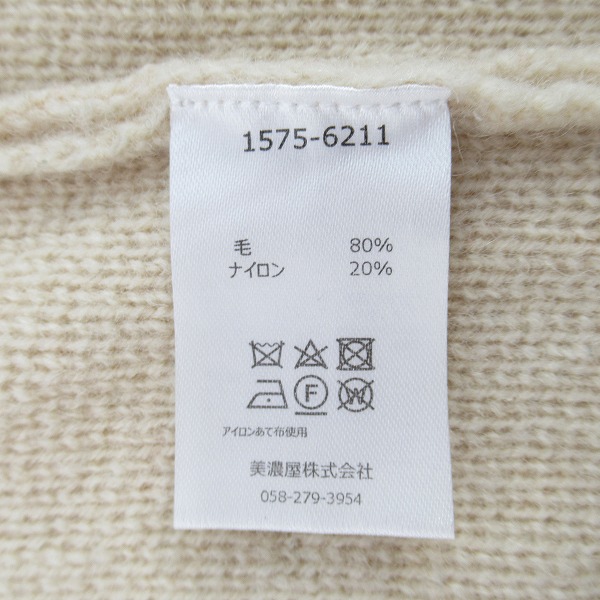 1575-6211
毛 80%
ナイロン 20%
F W
アイロンあて布使用
美濃屋株式会社
058-279-3954